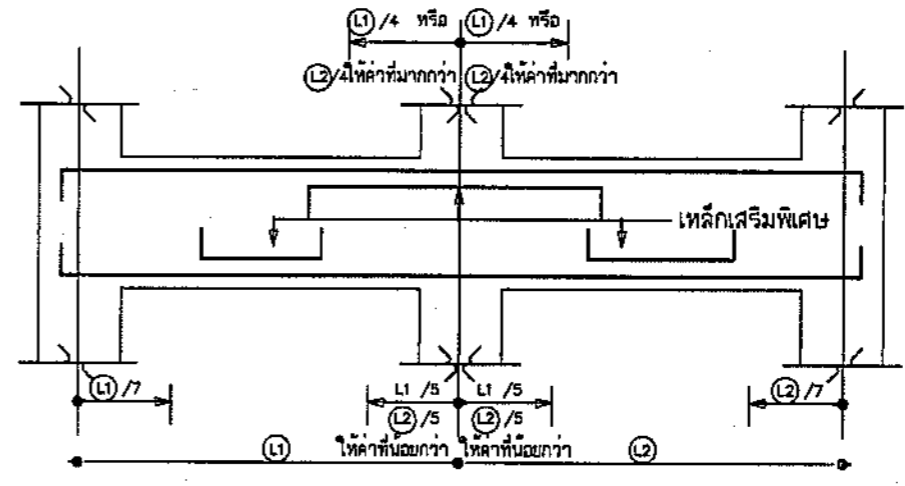 L1/4 หรือ L1/4 หรือ
L2/4ให้ค่าที่มากกว่า L2/4ให้ค่าที่มากกว่า
เหล็กเสริมพิเศษ
L1/7 L1/5 L1/5 L2/7
L2/5 L2/5
L1 ให้ค่าที่น้อยกว่า ให้ค่าที่น้อยกว่า L2